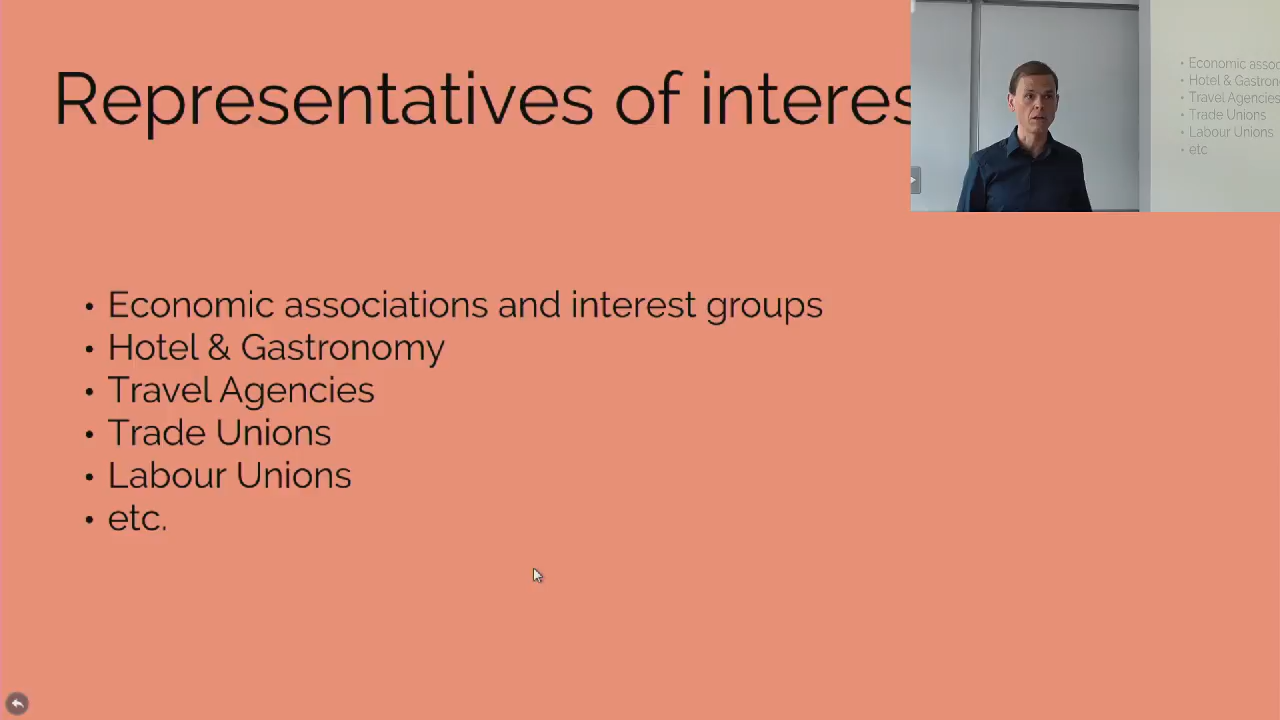 Representatives of interes
• Economic associations and interest groups
• Hotel & Gastronomy
• Travel Agencies
• Trade Unions
• Labour Unions
• etc.
• Economic assoc
• Hotel & Gastron
• Travel Agencies
• Trade Unions
• Labour Unions
• etc